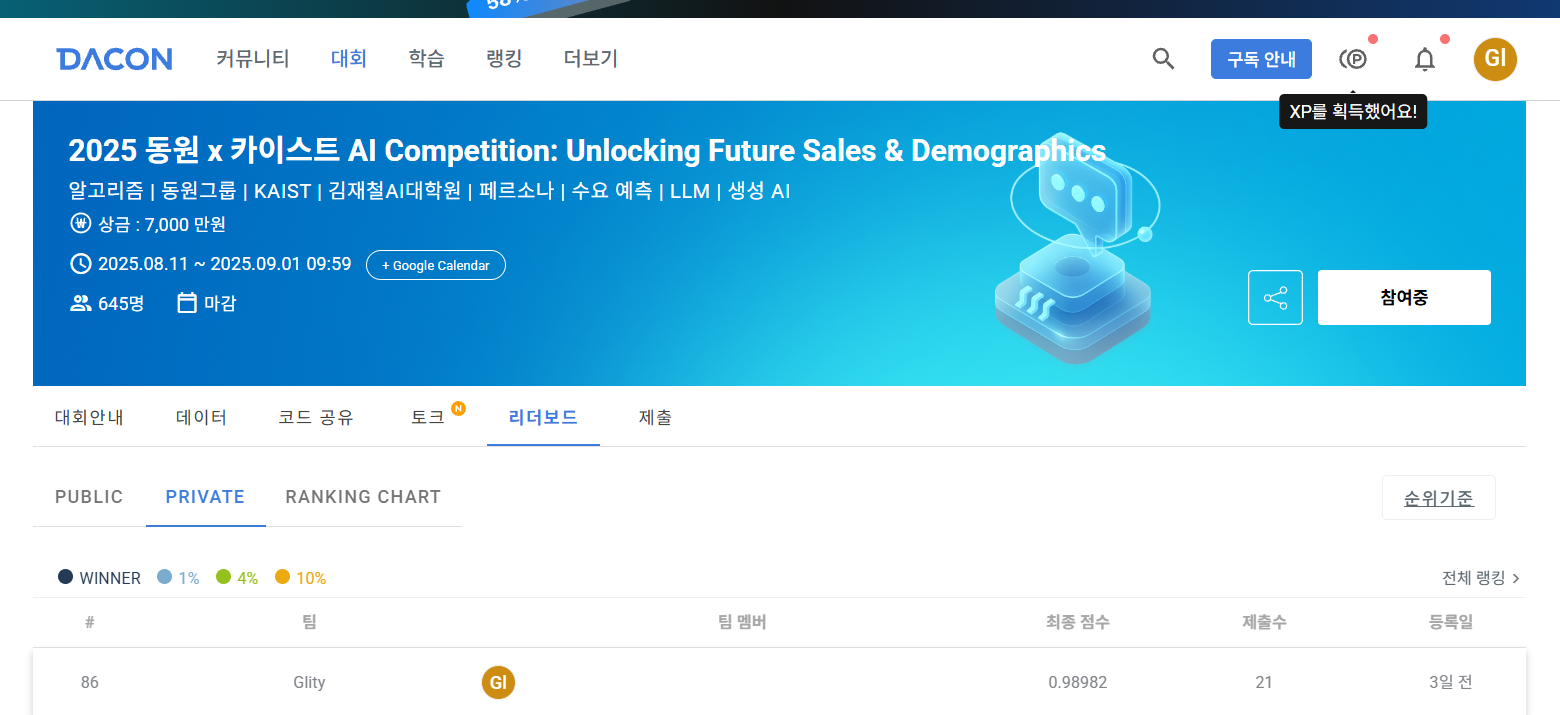 DACON 커뮤니티 대회 학습 랭킹 더보기 구독 안내 P Gl
XP를 획득했어요!
2025 동원 x 카이스트 AI Competition: Unlocking Future Sales & Demographics
알고리즘 | 동원그룹 | KAIST | 김재철AI대학원 | 페르소나 | 수요 예측 | LLM | 생성 AI
상금 : 7,000 만원
2025.08.11 ~ 2025.09.01 09:59 + Google Calendar
645명 마감 참여중
대회안내 데이터 코드 공유 토크 N 리더보드 제출
PUBLIC PRIVATE RANKING CHART 순위기준
WINNER 1% 4% 10% 전체 랭킹 >
# 팀 팀 멤버 최종 점수 제출수 등록일
86 Glity Gl 0.98982 21 3일 전